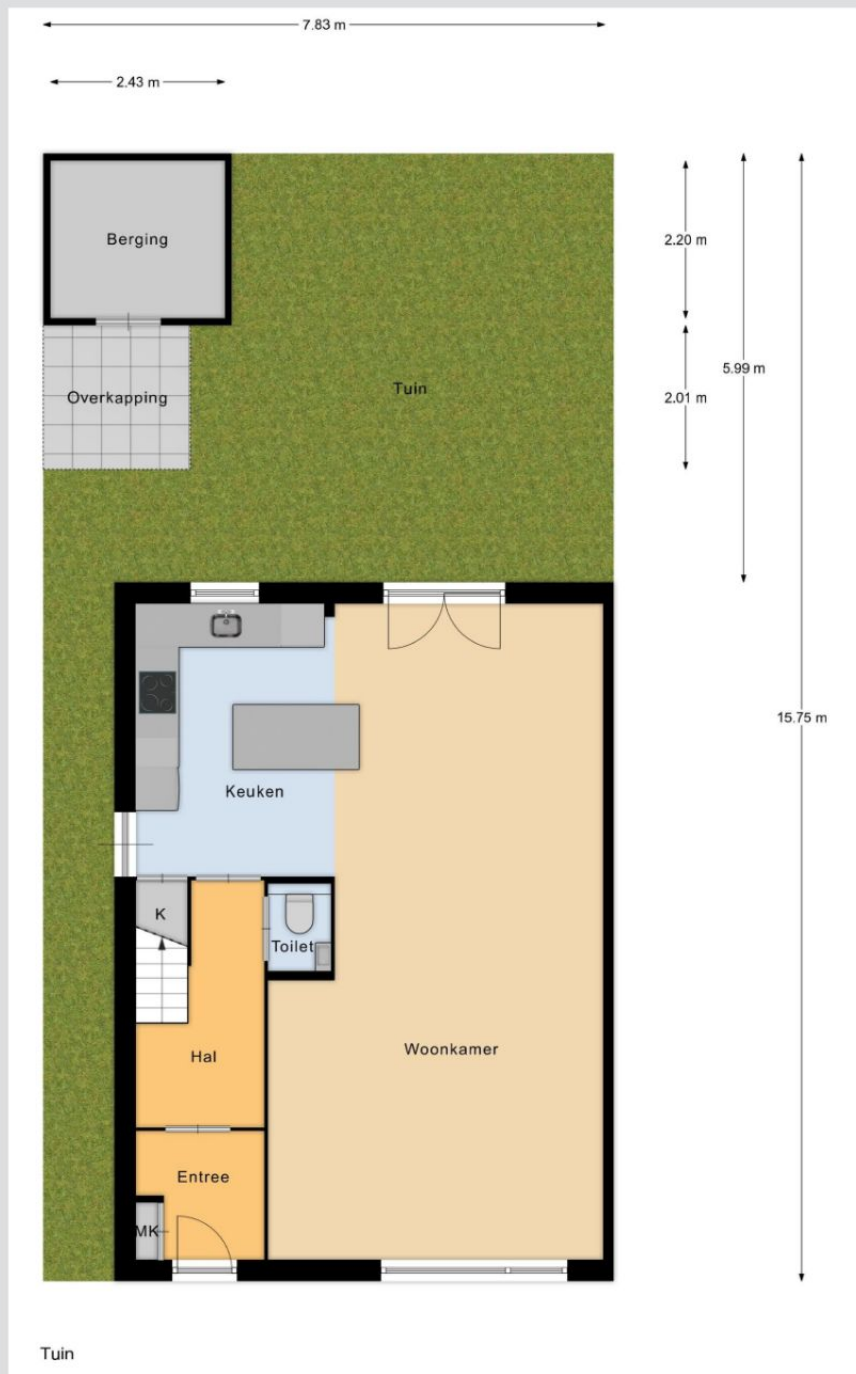 7.83 m
2.43 m
Berging
2.20 m
5.99 m
Overkapping
Tuin
2.01 m
15.75 m
Keuken
K
Toilet
Hal
Woonkamer
Entree
MK
Tuin